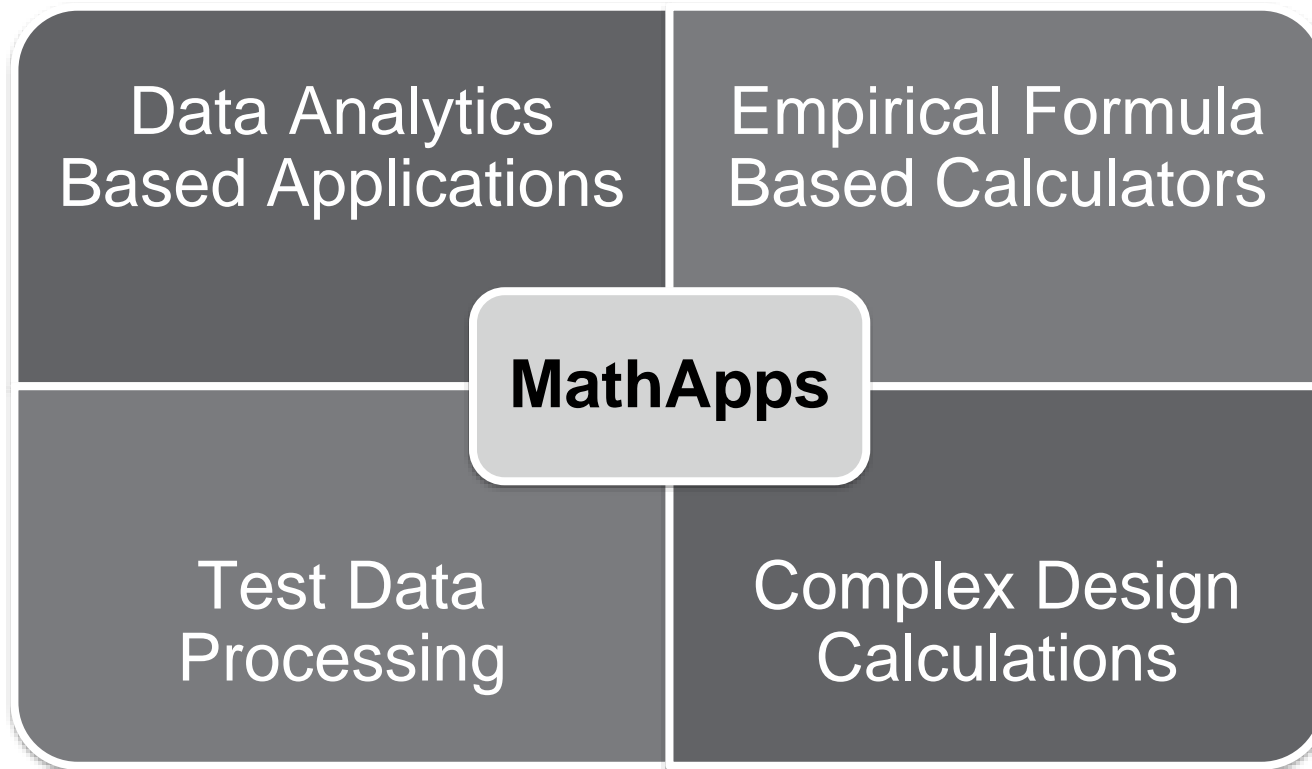 Data Analytics
Based Applications
Empirical Formula
Based Calculators
MathApps
Test Data
Processing
Complex Design
Calculations